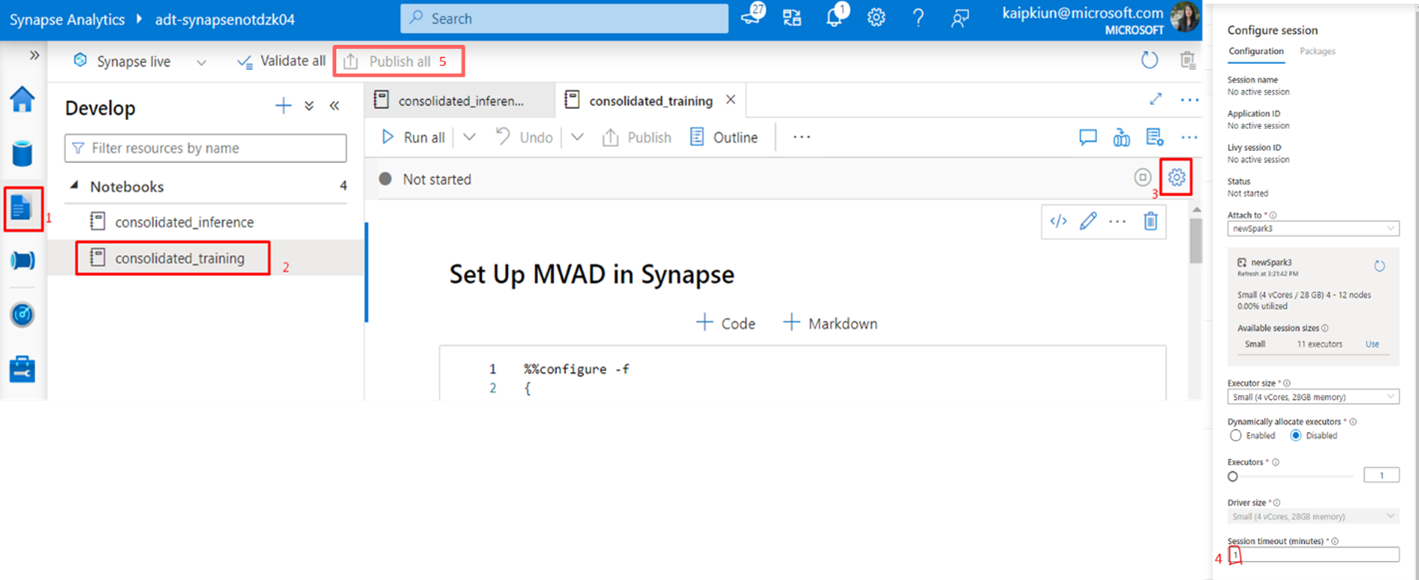 Synapse Analytics adt-synapsenotdzk04
Search
27
1
kaipkiun@microsoft.com
MICROSOFT
Synapse live
Validate all
Publish all 5
Develop
Filter resources by name
Notebooks 4
consolidated_inference
consolidated_training
1
2
consolidated_inferen...
consolidated_training
Run all
Undo
Publish
Outline
Not started
3
Set Up MVAD in Synapse
Code
Markdown
1 %%configure -f
2 {
Configure session
Configuration Packages
Session name
No active session
Application ID
No active session
Livy session ID
No active session
Status
Not started
Attach to *
newSpark3
newSpark3
Refresh at 3:21:42 PM
Small (4 vCores / 28 GB) 4 - 12 nodes
0.00% utilized
Available session sizes
Small 11 executors Use
Executor size *
Small (4 vCores, 28GB memory)
Dynamically allocate executors *
Enabled Disabled
Executors *
1
Driver size *
Small (4 vCores, 28GB memory)
Session timeout (minutes) *
4 1